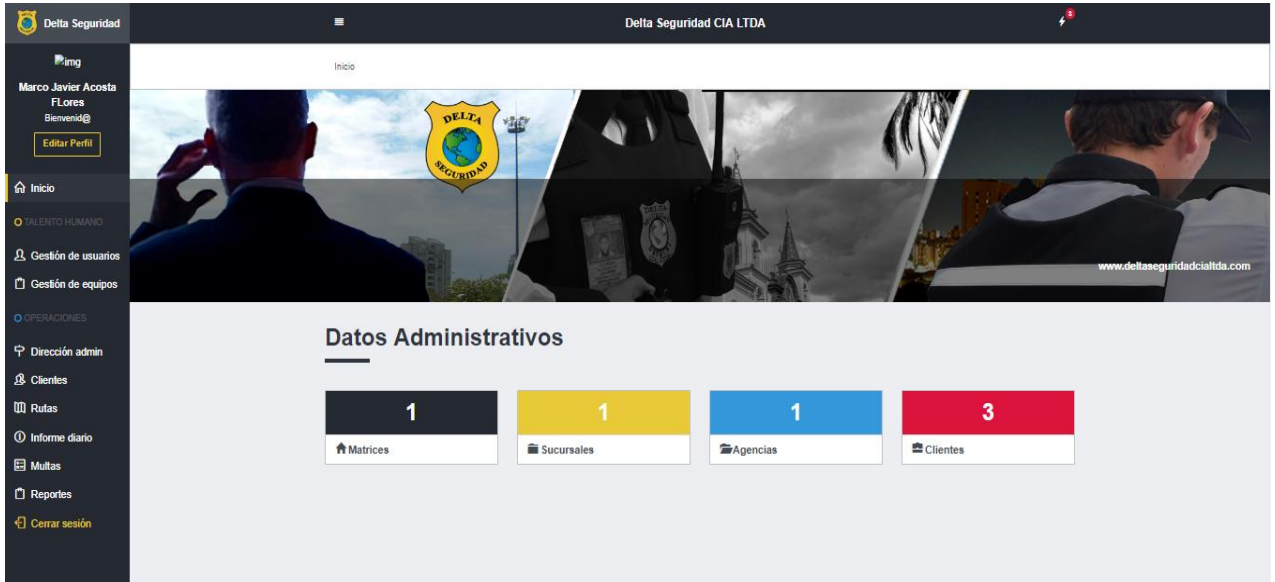 Delta Seguridad
Delta Seguridad CIA LTDA
img
Marco Javier Acosta
FLores
Bienvenid@
Editar Perfil
Inicio
TALENTO HUMANO
Gestión de usuarios
Gestión de equipos
OPERACIONES
Dirección admin
Clientes
Rutas
Informe diario
Multas
Reportes
Cerrar sesión
Inicio
DELTA
SEGURIDAD
DELTA
www.deltaseguridadcialtda.com
Datos Administrativos
1
Matrices
1
Sucursales
1
Agencias
3
Clientes